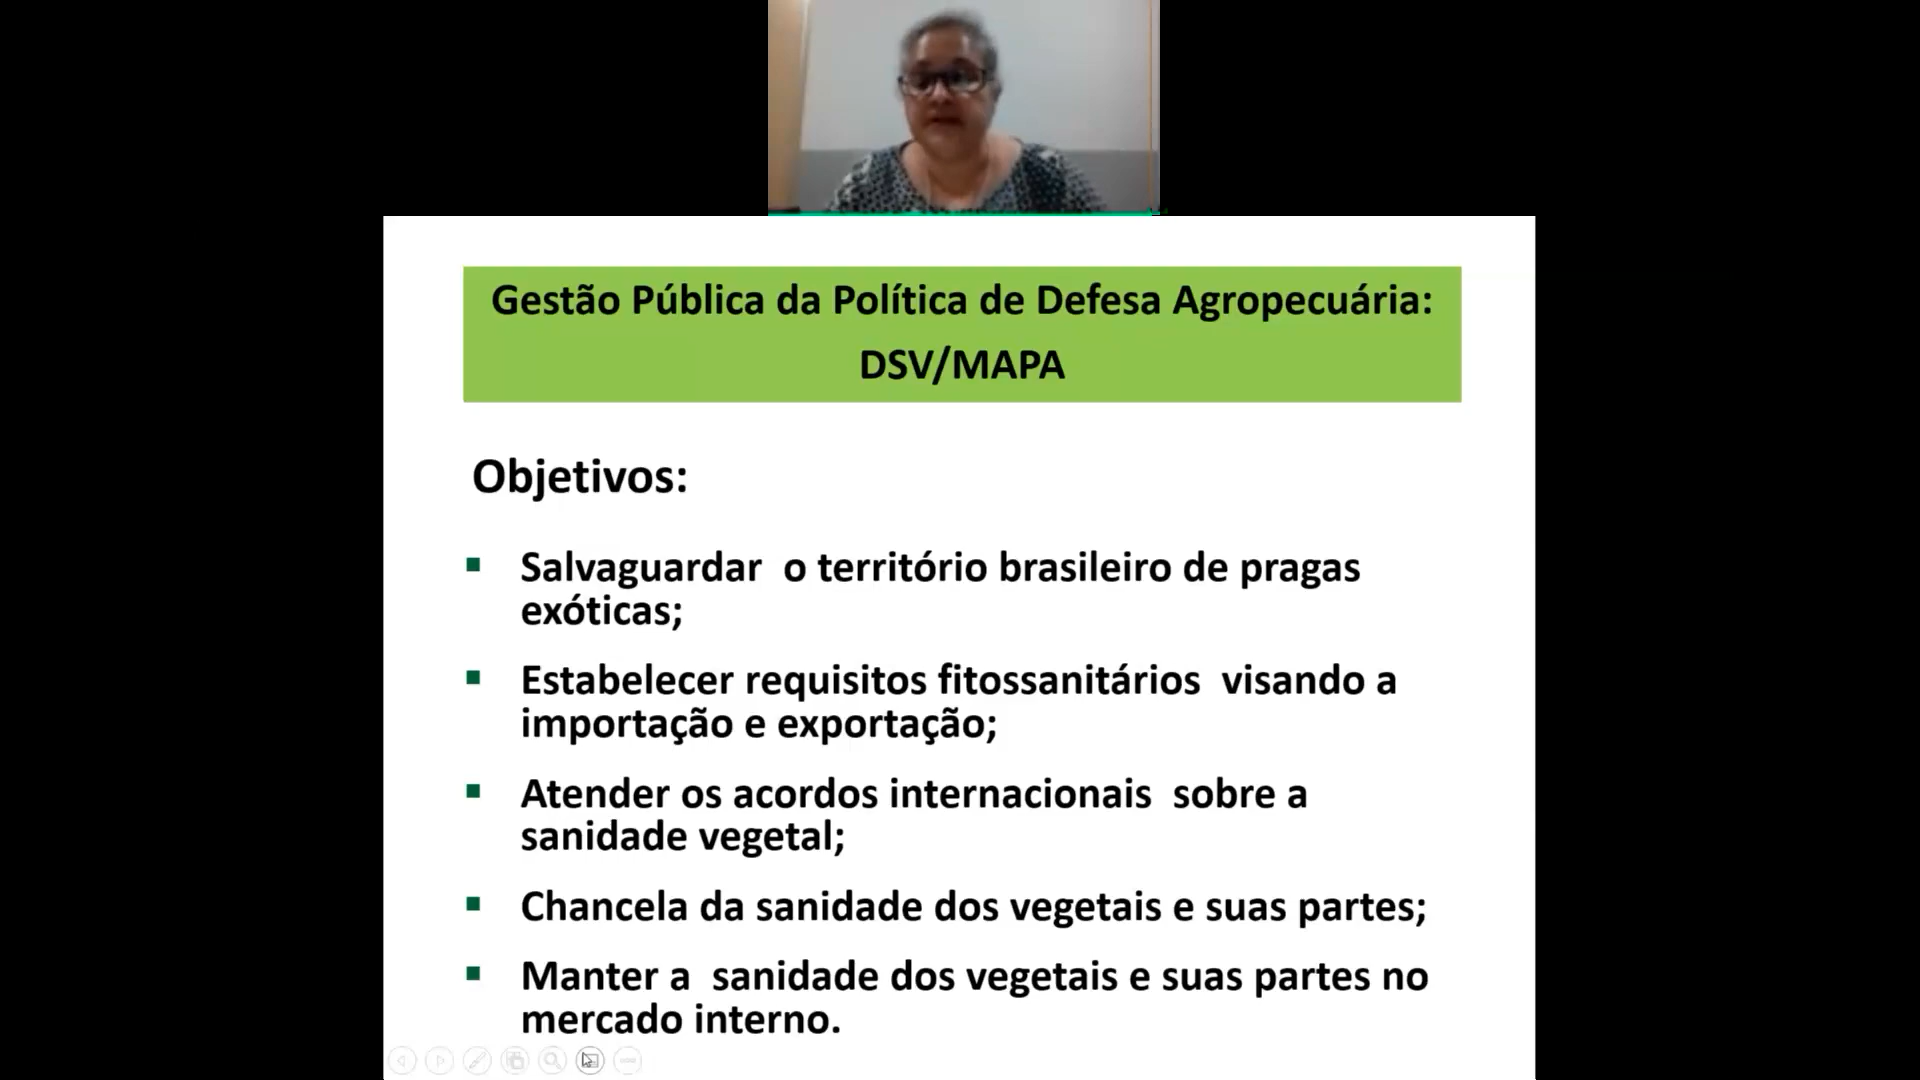 Gestão Pública da Política de Defesa Agropecuária:
DSV/MAPA
Objetivos:
▪ Salvaguardar o território brasileiro de pragas
exóticas;
▪ Estabelecer requisitos fitossanitários visando a
importação e exportação;
▪ Atender os acordos internacionais sobre a
sanidade vegetal;
▪ Chancela da sanidade dos vegetais e suas partes;
▪ Manter a sanidade dos vegetais e suas partes no
mercado interno.